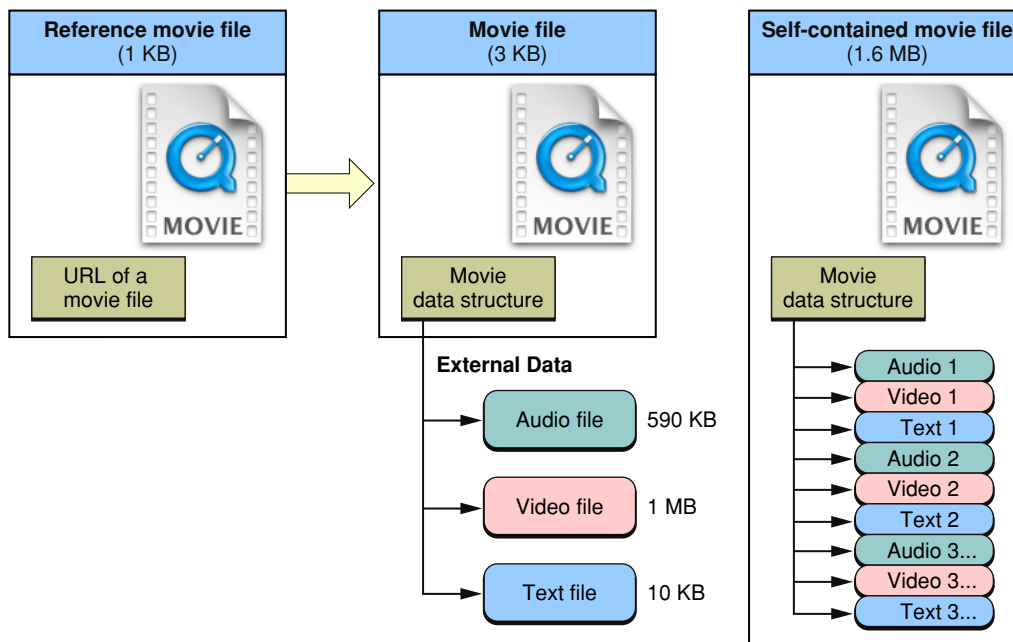 Reference movie file
(1 KB)
MOVIE
URL of a
movie file
Movie file
(3 KB)
MOVIE
Movie
data structure
External Data
Audio file
590 KB
Video file
1 MB
Text file
10 KB
Self-contained movie file
(1.6 MB)
MOVIE
Movie
data structure
Audio 1
Video 1
Text 1
Audio 2
Video 2
Text 2
Audio 3...
Video 3...
Text 3...